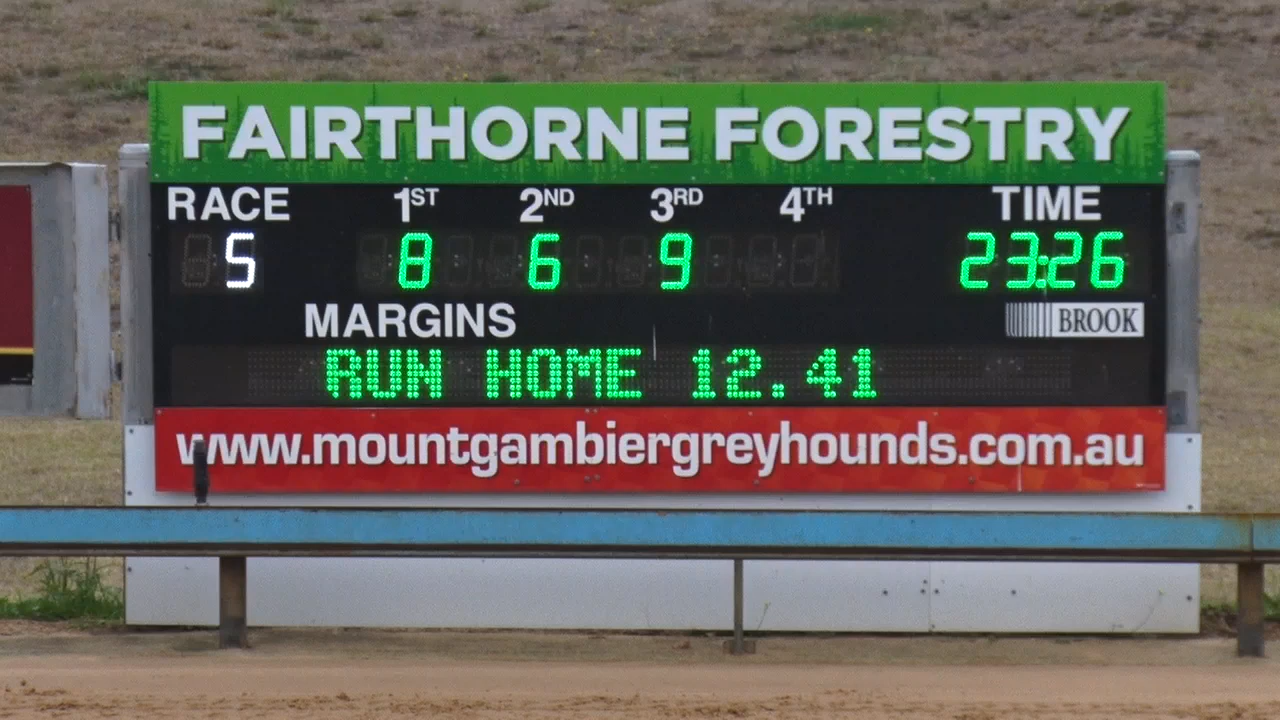 FAIRTHORNE FORESTRY
RACE 1ST 2ND 3RD 4TH TIME
5 8 6 9 23:26
MARGINS
BROOK
RUN HOME 12.41
www.mountgambiergreyhounds.com.au